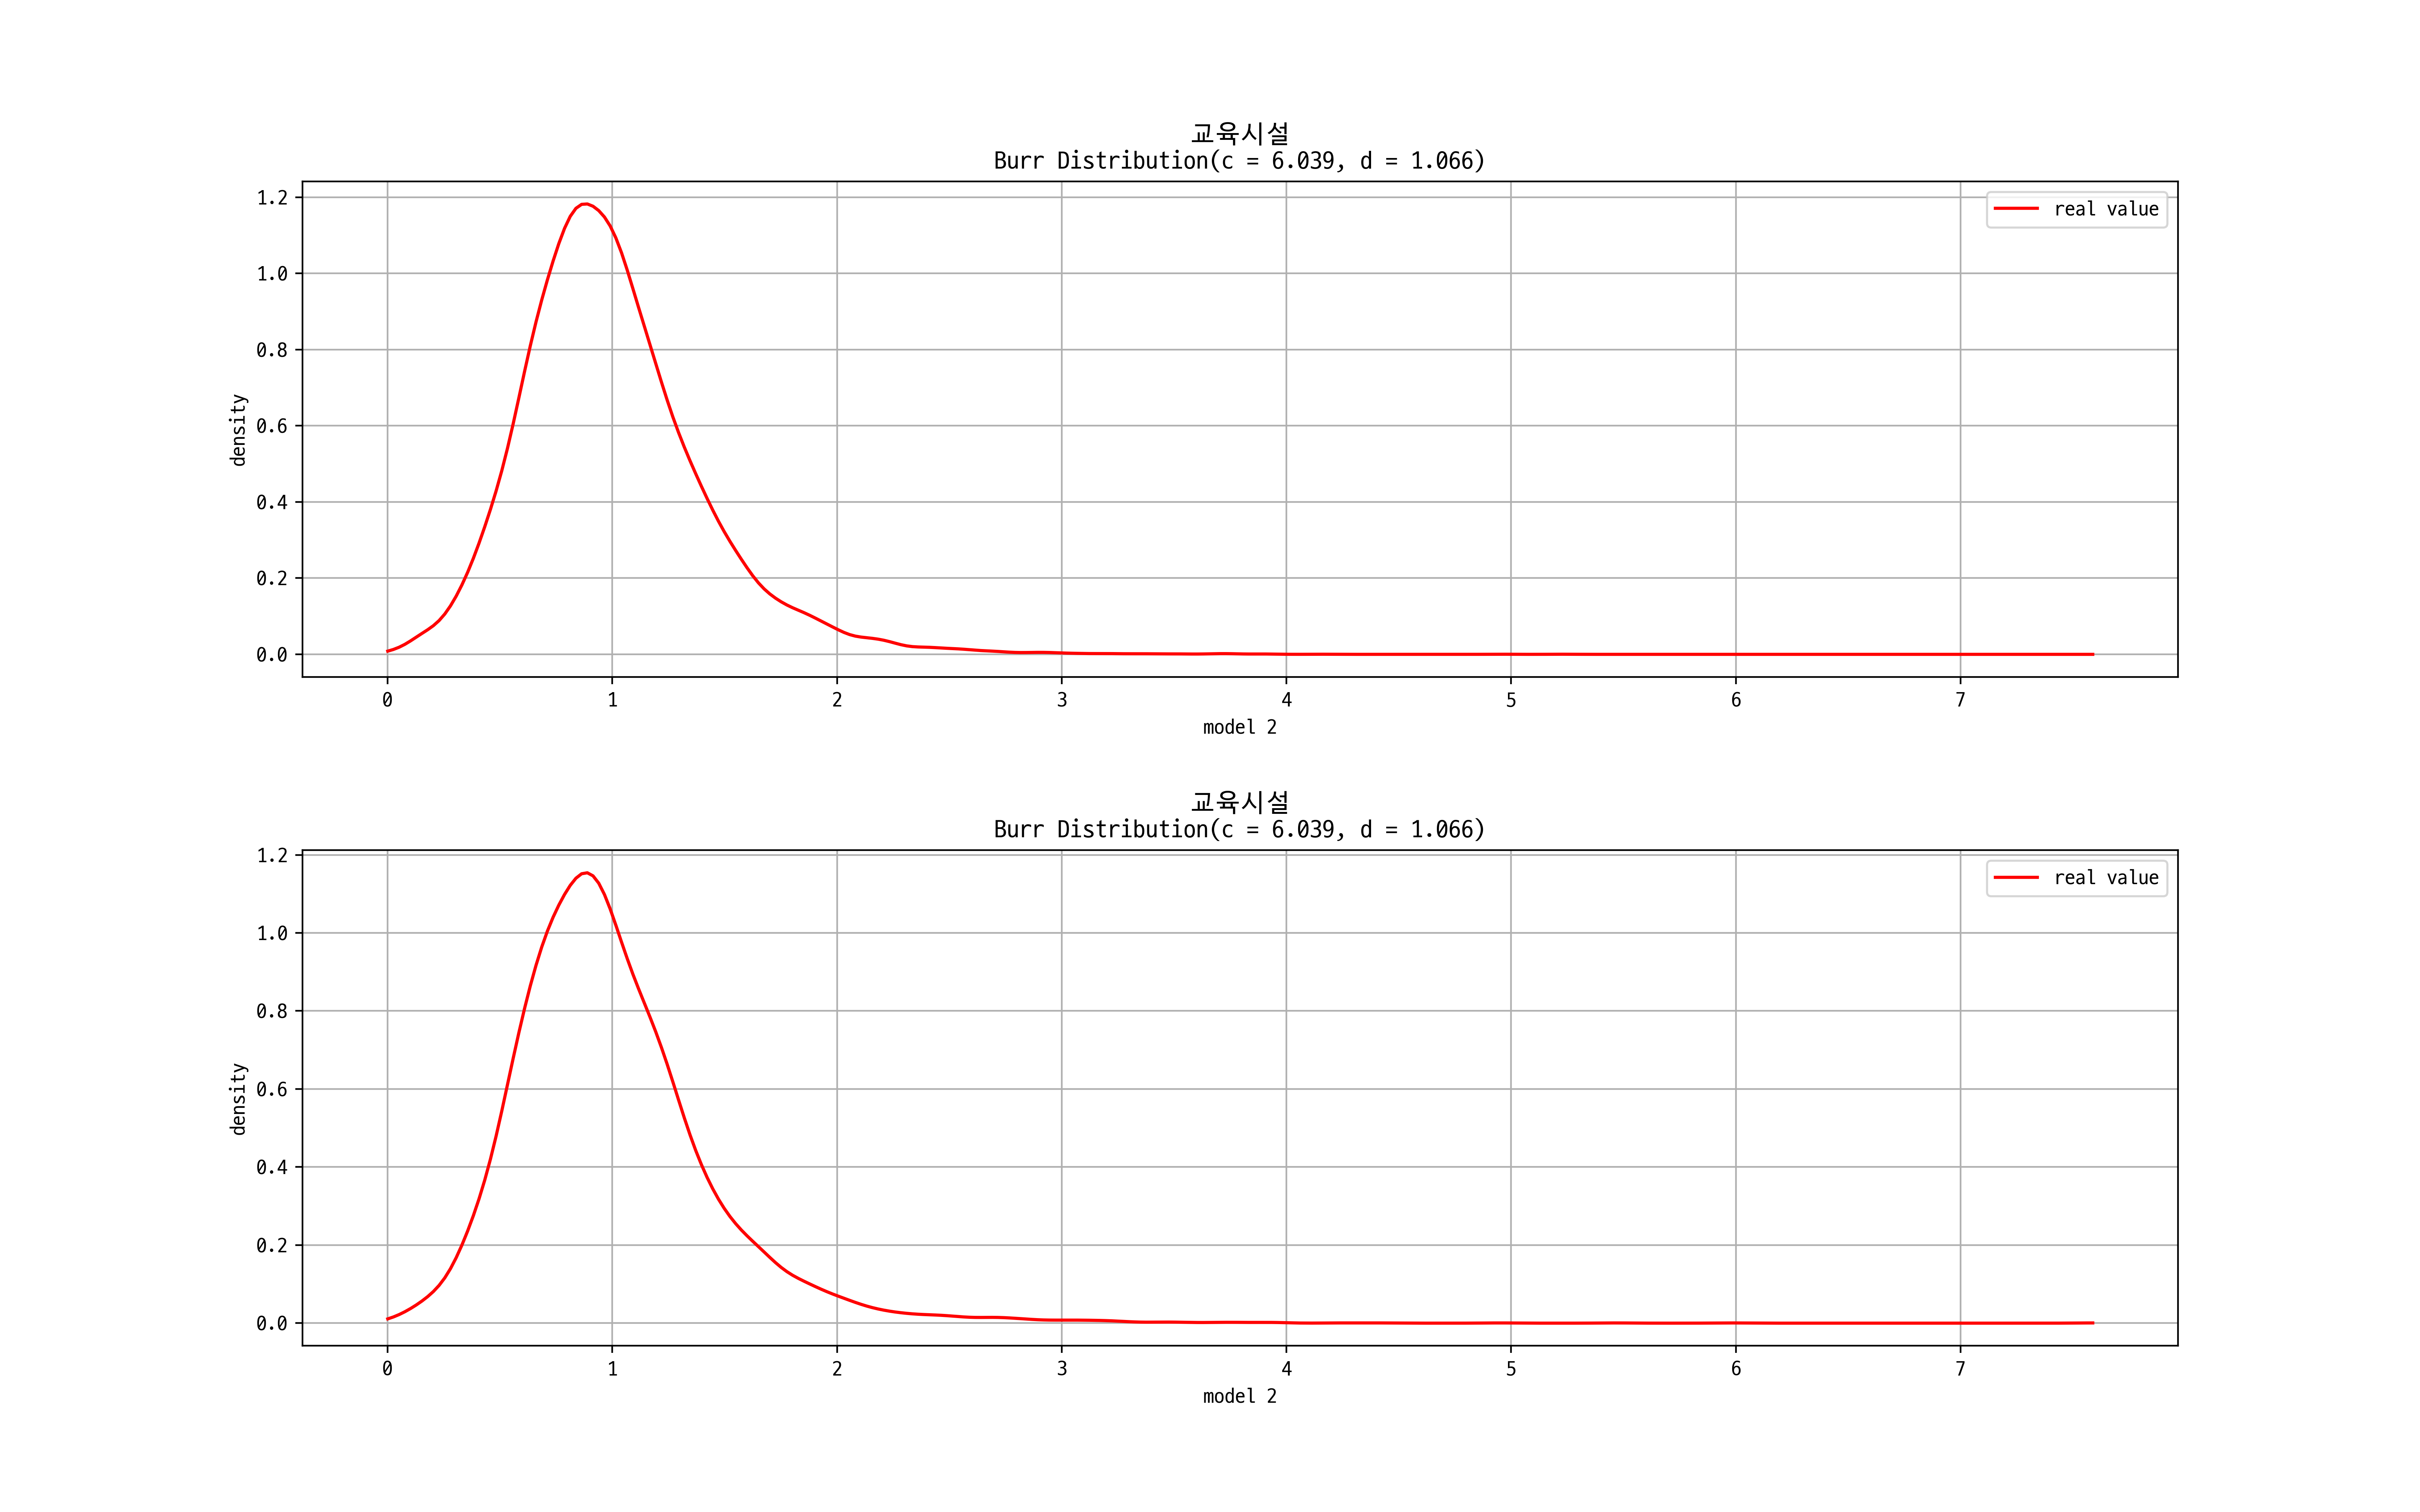 교육시설
Burr Distribution(c = 6.039, d = 1.066)
real value
1.2
1.0
0.8
0.6
0.4
0.2
0.0
density
0 1 2 3 4 5 6 7
model 2
교육시설
Burr Distribution(c = 6.039, d = 1.066)
real value
1.2
1.0
0.8
0.6
0.4
0.2
0.0
density
0 1 2 3 4 5 6 7
model 2